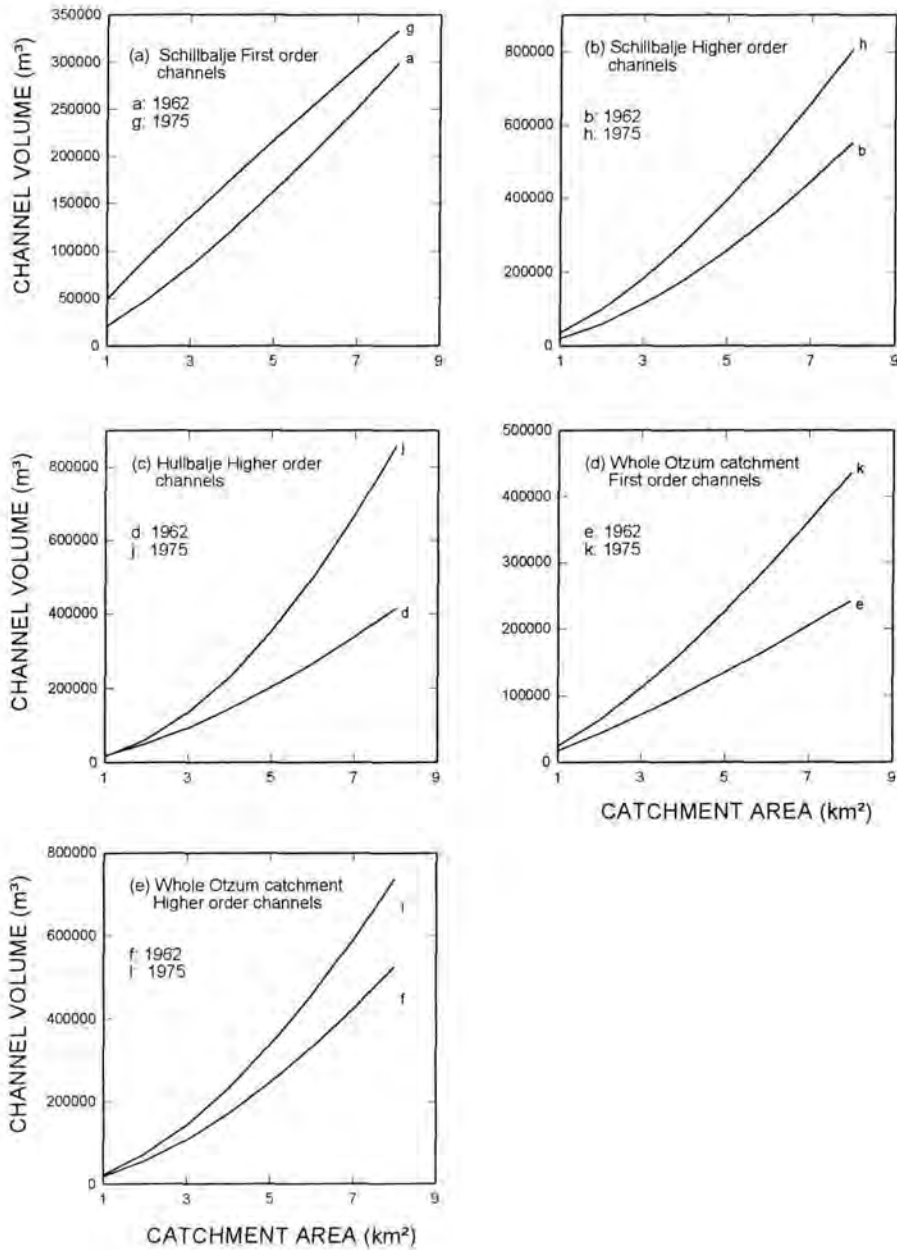 CHANNEL VOLUME (m³)
350000
300000
250000
200000
150000
100000
50000
0
1
3
5
7
9
(a) Schillbalje First order
channels
a: 1962
g: 1975
g
a
800000
600000
400000
200000
0
1
3
5
7
9
(b) Schillbalje Higher order
channels
b: 1962
h: 1975
h
b
CHANNEL VOLUME (m³)
800000
600000
400000
200000
0
1
3
5
7
9
(c) Hullbalje Higher order
channels
d: 1962
j: 1975
j
d
500000
400000
300000
200000
100000
0
1
3
5
7
9
(d) Whole Otzum catchment
First order channels
e: 1962
k: 1975
k
e
CATCHMENT AREA (km²)
CHANNEL VOLUME (m³)
800000
600000
400000
200000
0
1
3
5
7
9
(e) Whole Otzum catchment
Higher order channels
f: 1962
l: 1975
l
f
CATCHMENT AREA (km²)